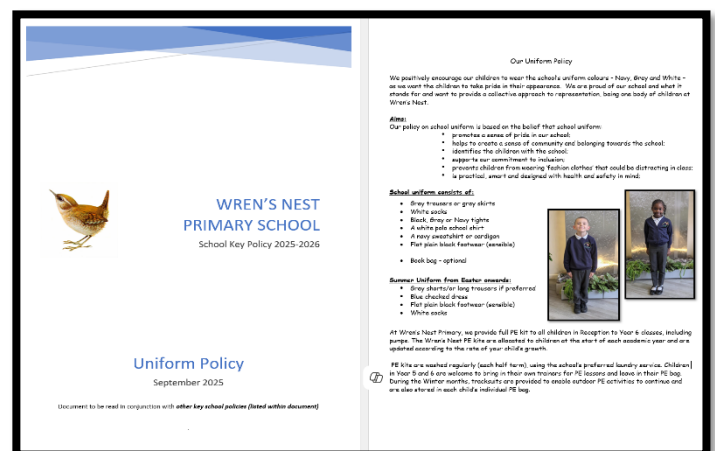 WREN'S NEST
PRIMARY SCHOOL
School Key Policy 2025-2026
Uniform Policy
September 2025
Document to be read in conjunction with other key school policies (listed within document)
Our Uniform Policy
We positively encourage our children to wear the school's uniform colours – Navy, Grey and White –
as we want the children to take pride in their appearance. We are proud of our school and what it
stands for and want to provide a collective approach to representation, being one body of children at
Wren's Nest.
Aims:
Our policy on school uniform is based on the belief that school uniform:
• promotes a sense of pride in our school;
• helps to create a sense of community and belonging towards the school;
• identifies the children with the school;
• supports our commitment to inclusion;
• prevents children from wearing 'fashion clothes' that could be distracting in class;
• is practical, smart and designed with health and safety in mind;
School uniform consists of:
• Grey trousers or grey skirts
• White socks
• Black, Grey or Navy tights
• A white polo school shirt
• A navy sweatshirt or cardigan
• Flat plain black footwear (sensible)
• Book bag – optional
Summer Uniform from Easter onwards:
• Grey shorts/or long trousers if preferred
• Blue checked dress
• Flat plain black footwear (sensible)
• White socks
At Wren's Nest Primary, we provide full PE kit to all children in Reception to Year 6 classes, including
pumps. The Wren's Nest PE kits are allocated to children at the start of each academic year and are
updated according to the rate of your child's growth.
PE kits are washed regularly (each half term), using the school's preferred laundry service. Children
in Year 5 and 6 are welcome to bring in their own trainers for PE lessons and leave in their PE bag.
During the Winter months, tracksuits are provided to enable outdoor PE activities to continue and
are also stored in each child's individual PE bag.